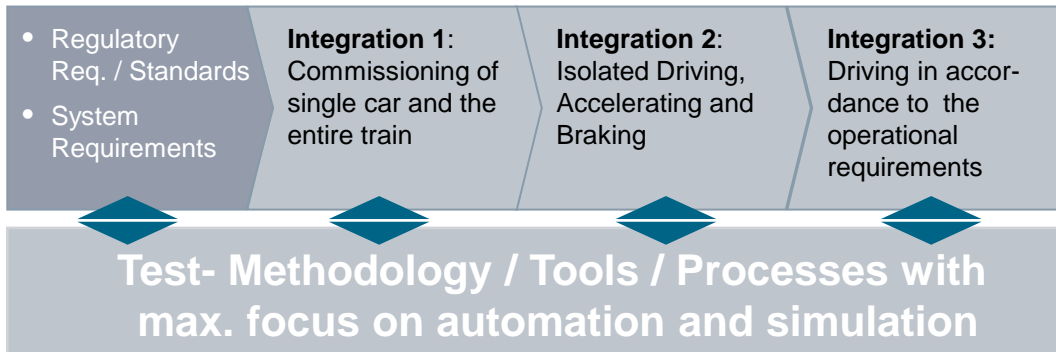 • Regulatory
Req. / Standards
• System
Requirements
Integration 1:
Commissioning of
single car and the
entire train
Integration 2:
Isolated Driving,
Accelerating and
Braking
Integration 3:
Driving in accor-
dance to the
operational
requirements
Test- Methodology / Tools / Processes with
max. focus on automation and simulation